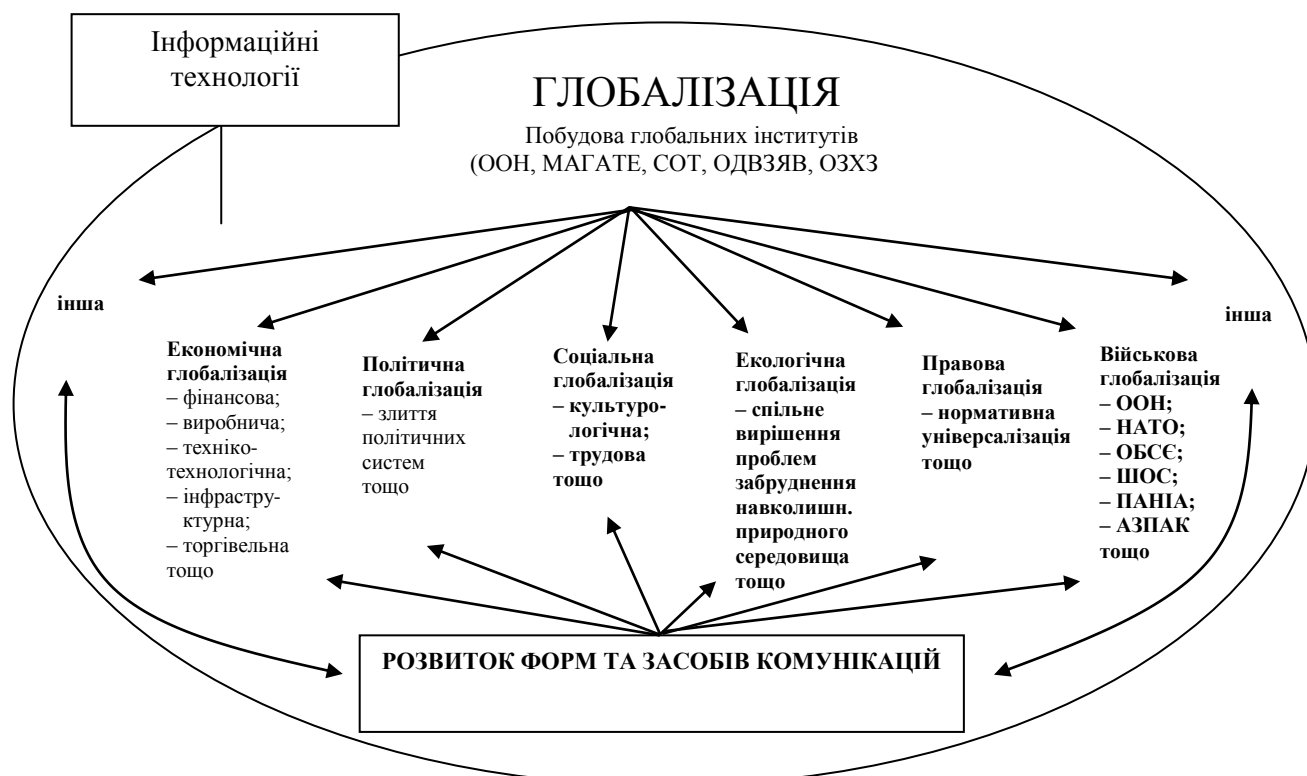 Інформаційні
технології
ГЛОБАЛІЗАЦІЯ
Побудова глобальних інститутів
(ООН, МАГАТЕ, СОТ, ОДВЗЯВ, ОЗХЗ
інша
Економічна
глобалізація
– фінансова;
– виробнича;
– техніко-
технологічна;
– інфрастру-
ктурна;
– торгівельна
тощо
Політична
глобалізація
– злиття
політичних
систем
тощо
Соціальна
глобалізація
– культуро-
логічна;
– трудова
тощо
Екологічна
глобалізація
– спільне
вирішення
проблем
забруднення
навколишн.
природного
середовища
тощо
Правова
глобалізація
– нормативна
універсалізація
тощо
Військова
глобалізація
– ООН;
– НАТО;
– ОБСЄ;
– ШОС;
– ПАНІА;
– АЗПАК
тощо
інша
РОЗВИТОК ФОРМ ТА ЗАСОБІВ КОМУНІКАЦІЙ